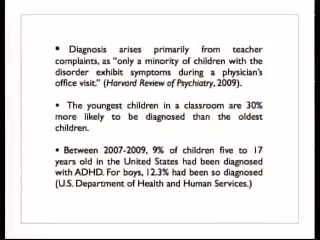 • Diagnosis arises primarily from teacher
complaints, as "only a minority of children with the
disorder exhibit symptoms during a physician's
office visit." (Harvard Review of Psychiatry, 2009).
• The youngest children in a classroom are 30%
more likely to be diagnosed than the oldest
children.
• Between 2007-2009, 9% of children five to 17
years old in the United States had been diagnosed
with ADHD. For boys, 12.3% had been so diagnosed
(U.S. Department of Health and Human Services.)